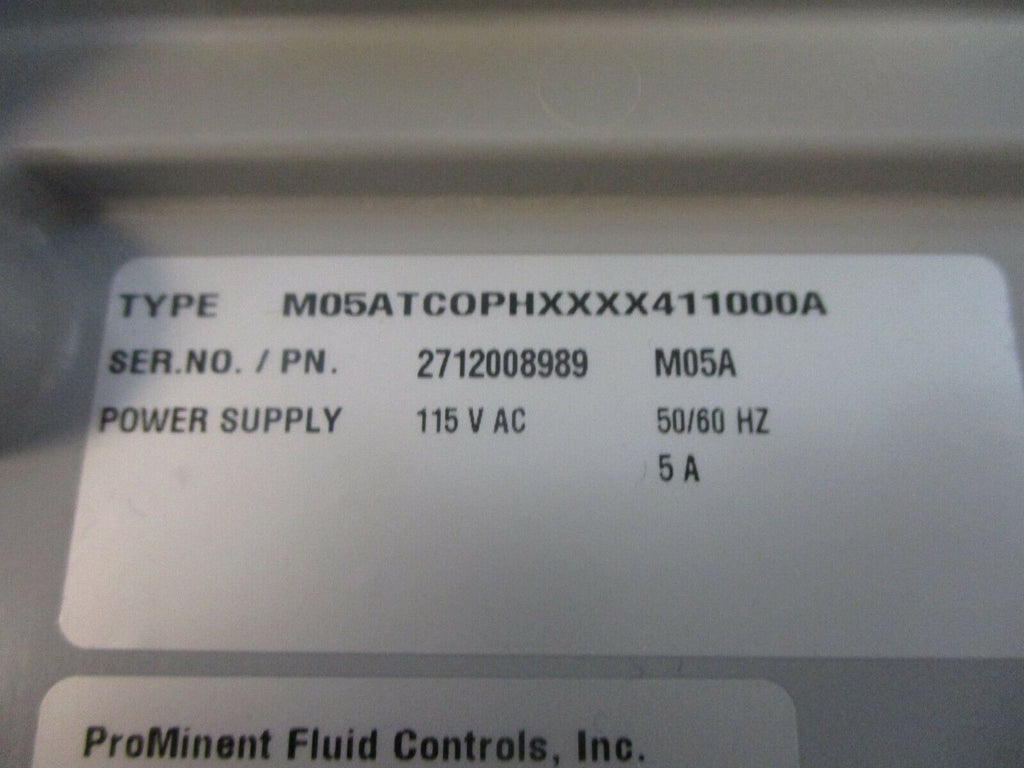 TYPE M05ATCOPHXXXX411000A
SER.NO. / PN. 2712008989 M05A
POWER SUPPLY 115 V AC 50/60 HZ
5 A
ProMinent Fluid Controls, Inc.